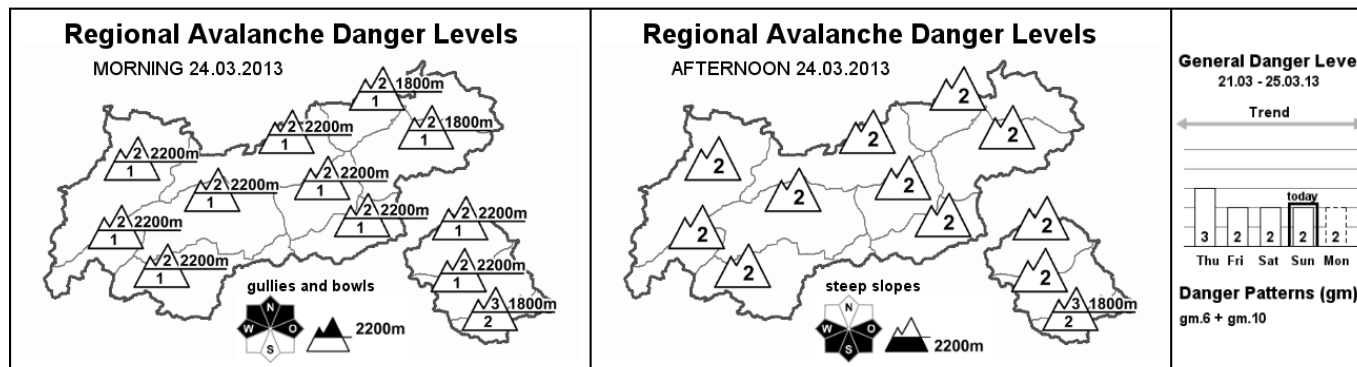 Regional Avalanche Danger Levels
MORNING 24.03.2013
2 1800m
1
2 1800m
1
2 2200m
1
2 2200m
1
2 2200m
1
2 2200m
1
2 2200m
1
2 2200m
1
2 2200m
1
2 2200m
1
2 2200m
1
3 1800m
2
gullies and bowls
N
W O
S
2200m
Regional Avalanche Danger Levels
AFTERNOON 24.03.2013
2
2
2
2
2
2
2
2
2
2
2
3 1800m
2
steep slopes
N
W O
S
2200m
General Danger Leve
21.03 - 25.03.13
Trend
today
3 2 2 2 2
Thu Fri Sat Sun Mon
Danger Patterns (gm)
gm.6 + gm.10